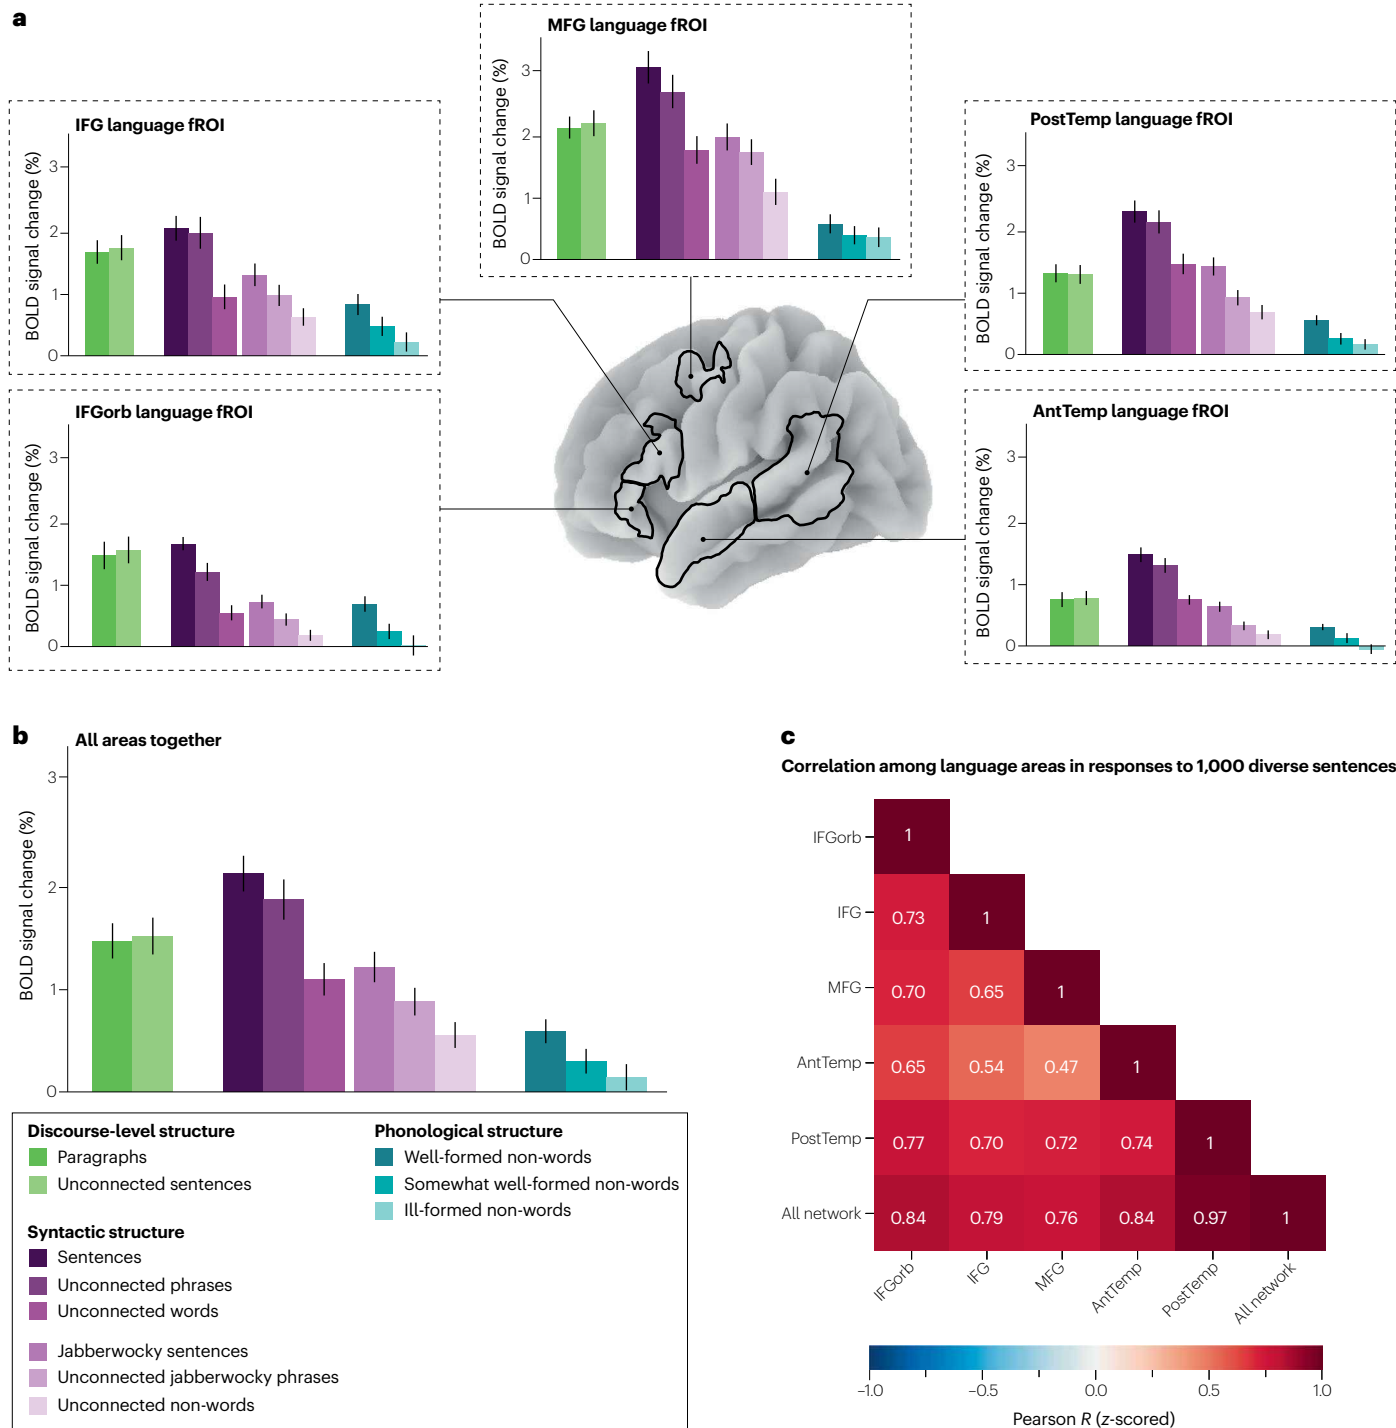 a
MFG language fROI
BOLD signal change (%)
3
2
1
0
IFG language fROI
BOLD signal change (%)
3
2
1
0
PostTemp language fROI
BOLD signal change (%)
3
2
1
0
IFGorb language fROI
BOLD signal change (%)
3
2
1
0
AntTemp language fROI
BOLD signal change (%)
3
2
1
0
b
All areas together
BOLD signal change (%)
3
2
1
0
Discourse-level structure
Paragraphs
Unconnected sentences
Syntactic structure
Sentences
Unconnected phrases
Unconnected words
Jabberwocky sentences
Unconnected jabberwocky phrases
Unconnected non-words
Phonological structure
Well-formed non-words
Somewhat well-formed non-words
Ill-formed non-words
c
Correlation among language areas in responses to 1,000 diverse sentences
IFGorb 1
IFG 0.73 1
MFG 0.70 0.65 1
AntTemp 0.65 0.54 0.47 1
PostTemp 0.77 0.70 0.72 0.74 1
All network 0.84 0.79 0.76 0.84 0.97 1
IFGorb IFG MFG AntTemp PostTemp All network
–1.0 –0.5 0.0 0.5 1.0
Pearson R (z-scored)